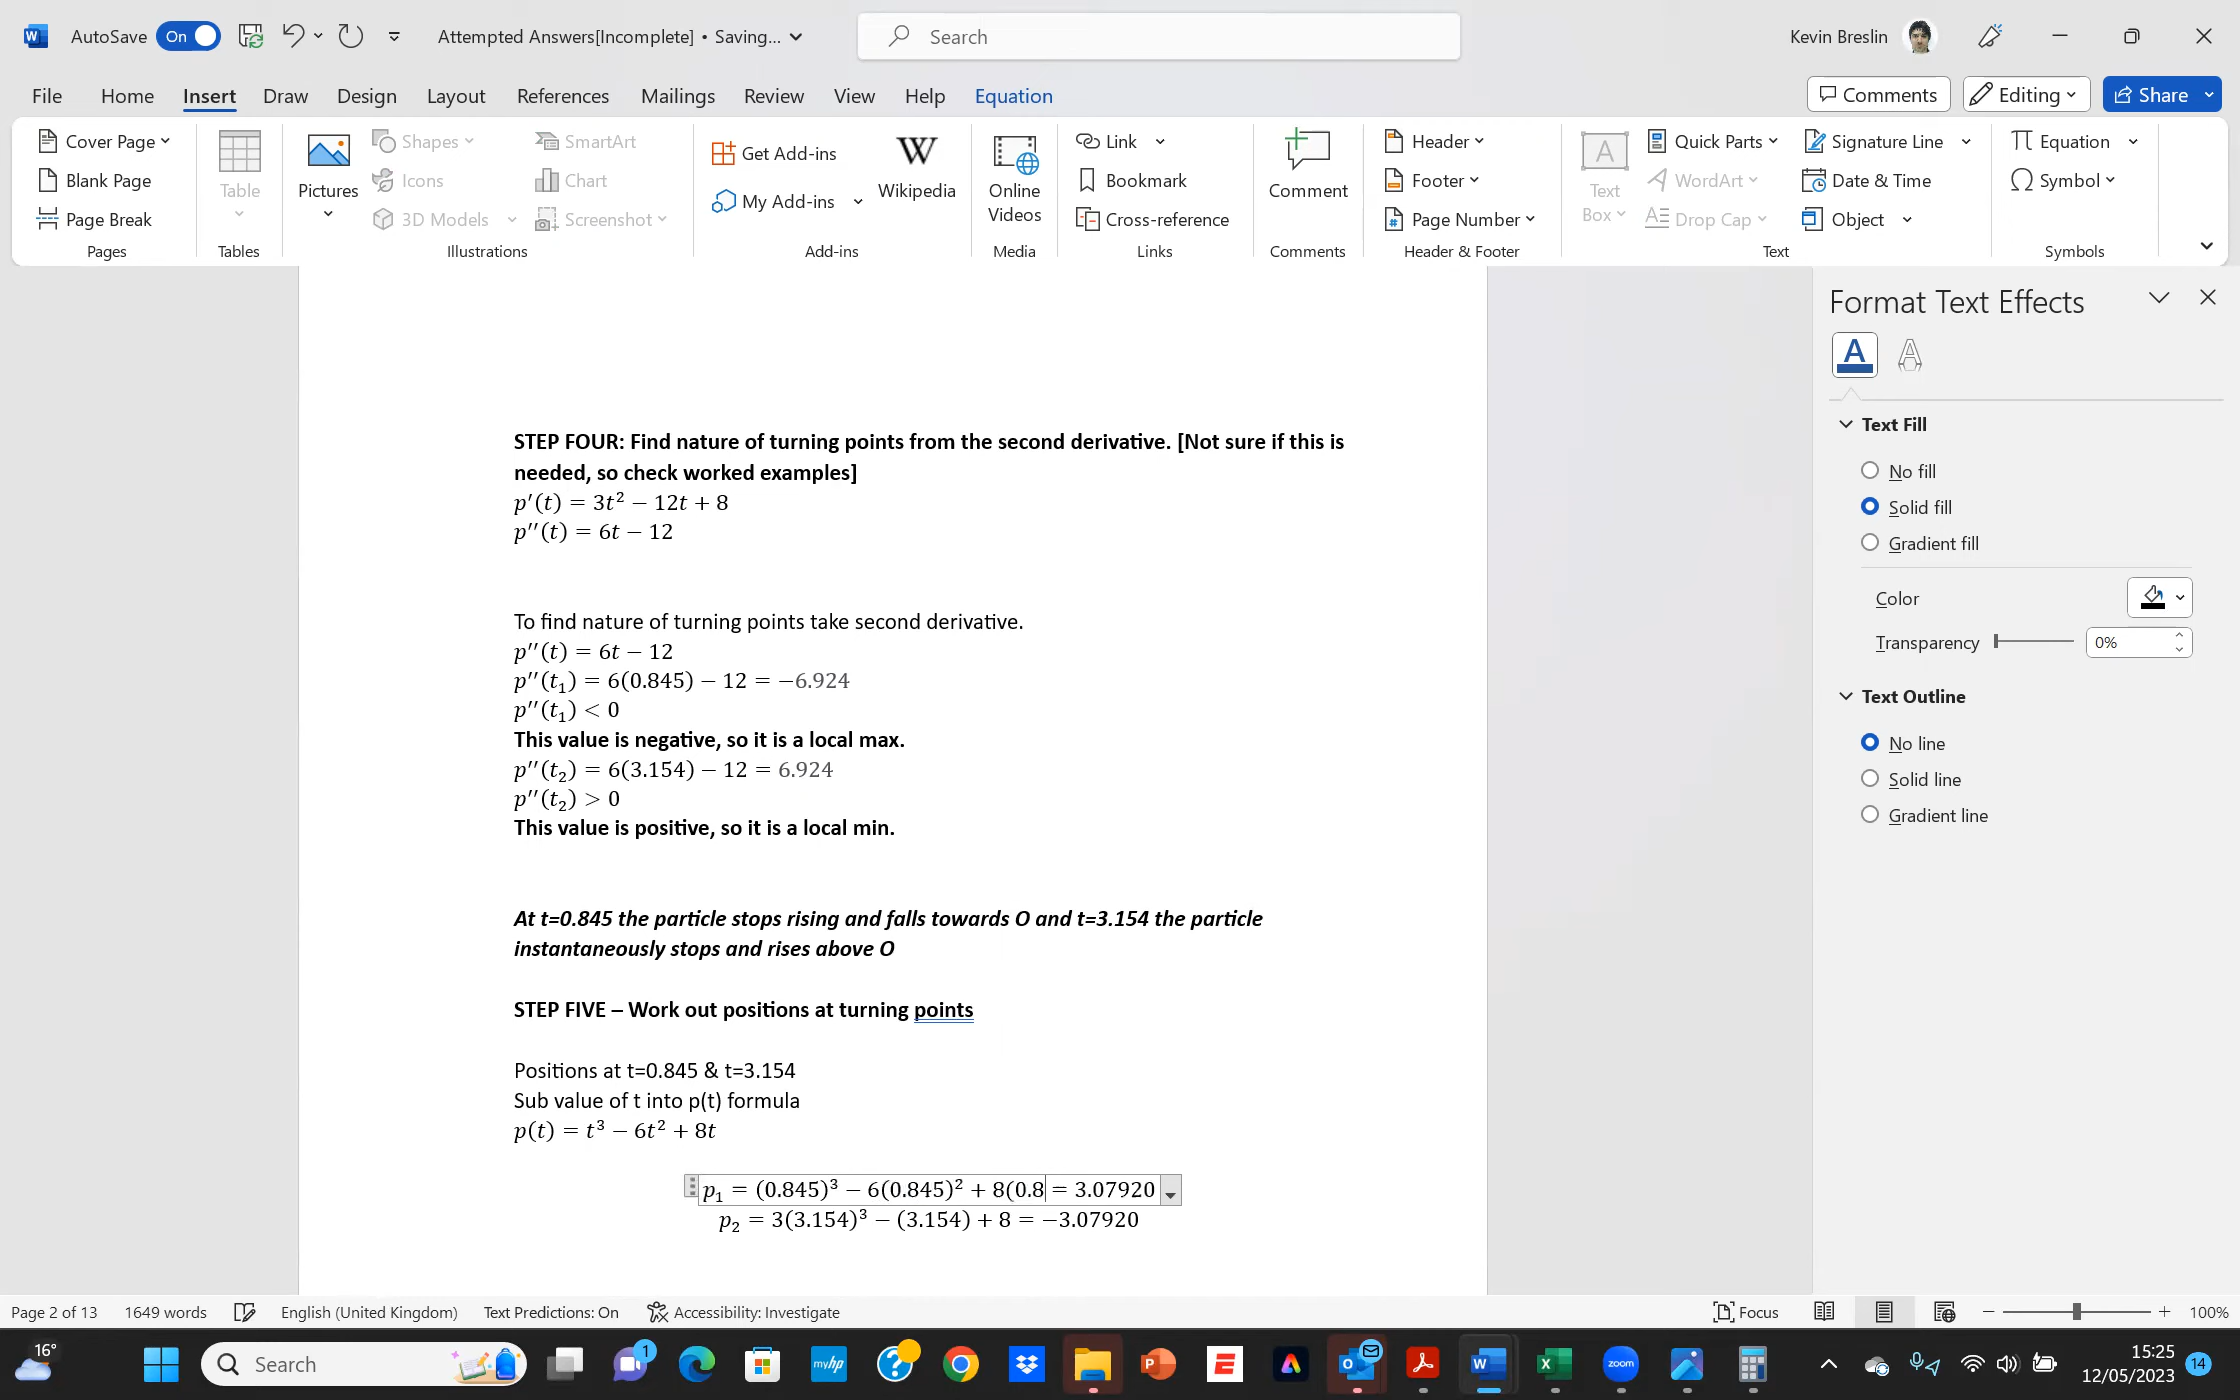 AutoSave On Attempted Answers[Incomplete] • Saving... Search Kevin Breslin
File Home Insert Draw Design Layout References Mailings Review View Help Equation Comments Editing Share
Cover Page
Blank Page
Page Break
Pages
Table
Tables
Pictures
Shapes
Icons
3D Models
SmartArt
Chart
Screenshot
Illustrations
Get Add-ins
My Add-ins
Wikipedia
Add-ins
Online
Videos
Media
Link
Bookmark
Cross-reference
Links
Comment
Comments
Header
Footer
Page Number
Header & Footer
Text
Box
Quick Parts
WordArt
Drop Cap
Signature Line
Date & Time
Object
Text
Equation
Symbol
Symbols
STEP FOUR: Find nature of turning points from the second derivative. [Not sure if this is
needed, so check worked examples]
p′(t) = 3t² − 12t + 8
p′′(t) = 6t − 12
To find nature of turning points take second derivative.
p′′(t) = 6t − 12
p′′(t₁) = 6(0.845) − 12 = −6.924
p′′(t₁) < 0
This value is negative, so it is a local max.
p′′(t₂) = 6(3.154) − 12 = 6.924
p′′(t₂) > 0
This value is positive, so it is a local min.
At t=0.845 the particle stops rising and falls towards O and t=3.154 the particle
instantaneously stops and rises above O
STEP FIVE – Work out positions at turning points
Positions at t=0.845 & t=3.154
Sub value of t into p(t) formula
p(t) = t³ − 6t² + 8t
p₁ = (0.845)³ − 6(0.845)² + 8(0.8 = 3.07920
p₂ = 3(3.154)³ − (3.154) + 8 = −3.07920
Format Text Effects
Text Fill
No fill
Solid fill
Gradient fill
Color
Transparency 0%
Text Outline
No line
Solid line
Gradient line
Page 2 of 13 1649 words English (United Kingdom) Text Predictions: On Accessibility: Investigate Focus 100%
16° Search 1 15:25
12/05/2023 14